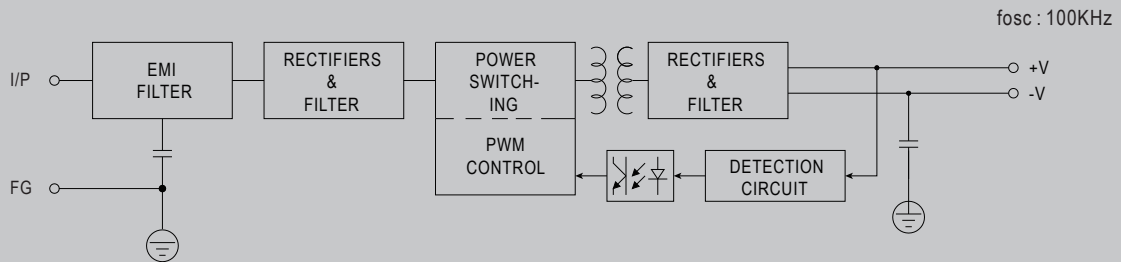 fosc : 100KHz
I/P
EMI
FILTER
RECTIFIERS
&
FILTER
POWER
SWITCH-
ING
PWM
CONTROL
RECTIFIERS
&
FILTER
+V
-V
DETECTION
CIRCUIT
FG